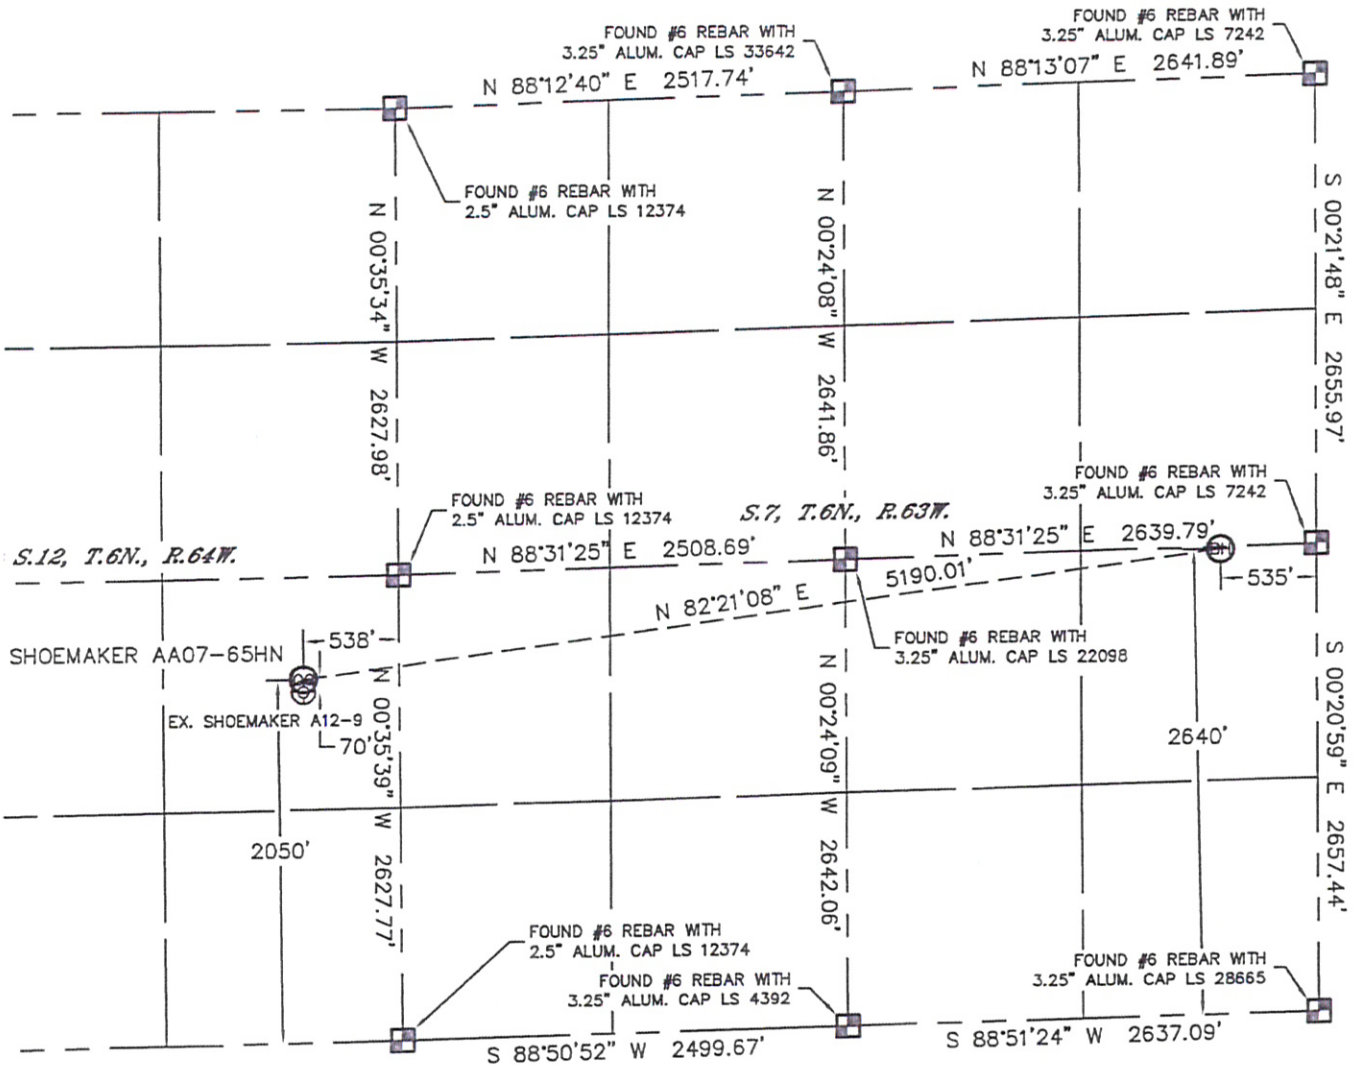 FOUND #6 REBAR WITH
3.25" ALUM. CAP LS 33642
FOUND #6 REBAR WITH
3.25" ALUM. CAP LS 7242
N 88°12'40" E 2517.74'
N 88°13'07" E 2641.89'
FOUND #6 REBAR WITH
2.5" ALUM. CAP LS 12374
N 00°35'34" W 2627.98'
N 00°24'08" W 2641.86'
S 00°21'48" E 2655.97'
FOUND #6 REBAR WITH
3.25" ALUM. CAP LS 7242
FOUND #6 REBAR WITH
2.5" ALUM. CAP LS 12374
S.7, T.6N., R.63W.
S.12, T.6N., R.64W.
N 88°31'25" E 2508.69'
N 88°31'25" E 2639.79'
5190.01'
535'
N 82°21'08" E
538'
FOUND #6 REBAR WITH
3.25" ALUM. CAP LS 22098
SHOEMAKER AA07-65HN
EX. SHOEMAKER A12-9
70'
N 00°35'39" W 2627.77'
N 00°24'09" W 2642.06'
S 00°20'59" E 2657.44'
2640'
2050'
FOUND #6 REBAR WITH
2.5" ALUM. CAP LS 12374
FOUND #6 REBAR WITH
3.25" ALUM. CAP LS 4392
FOUND #6 REBAR WITH
3.25" ALUM. CAP LS 28665
S 88°50'52" W 2499.67'
S 88°51'24" W 2637.09'